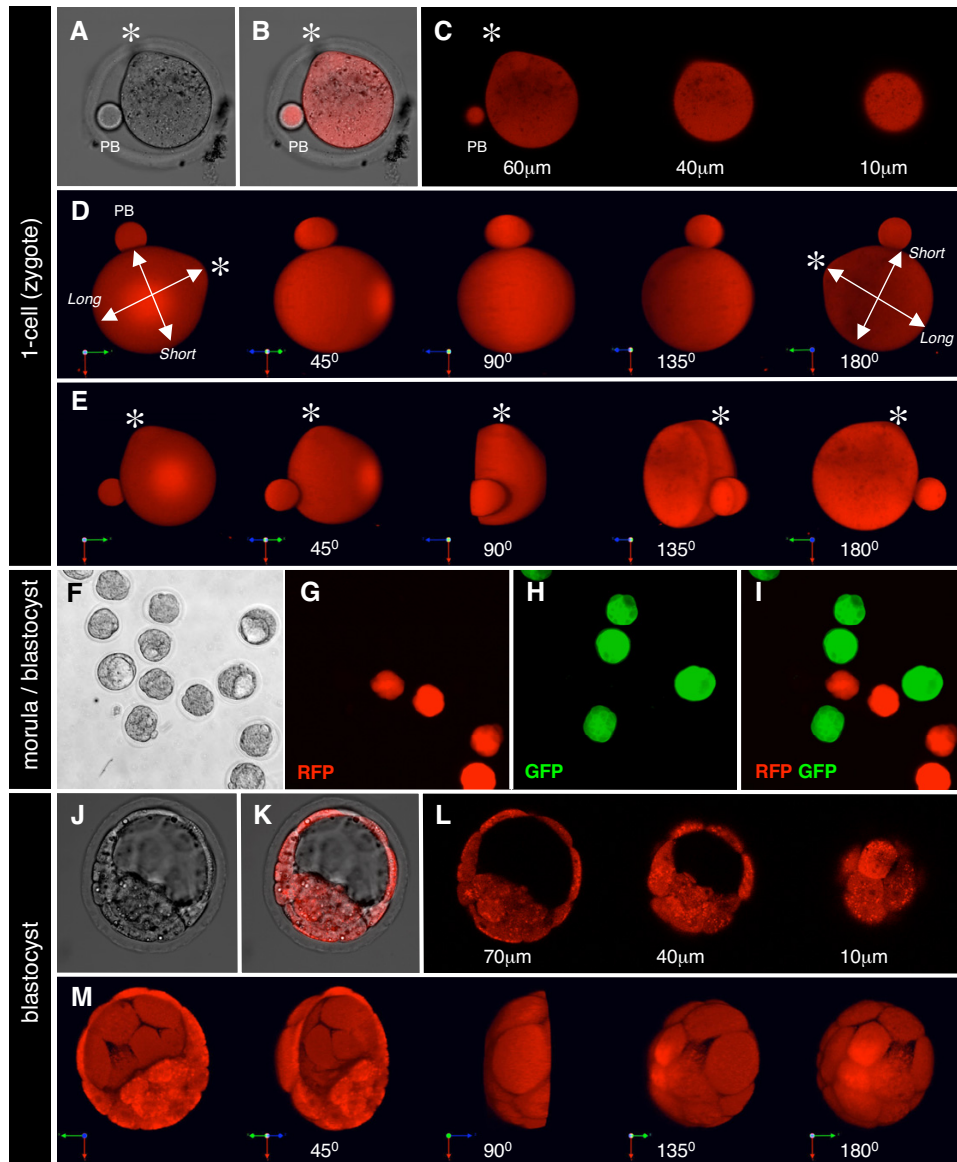 1-cell (zygote)
A
*
PB
B
*
PB
C
*
PB
60μm
40μm
10μm
D
PB
*
Long
Short
45⁰
90⁰
135⁰
180⁰
*
Short
Long
E
*
*
45⁰
*
90⁰
*
135⁰
*
180⁰
morula / blastocyst
F
G
RFP
H
GFP
I
RFP GFP
blastocyst
J
K
L
70μm
40μm
10μm
M
45⁰
90⁰
135⁰
180⁰